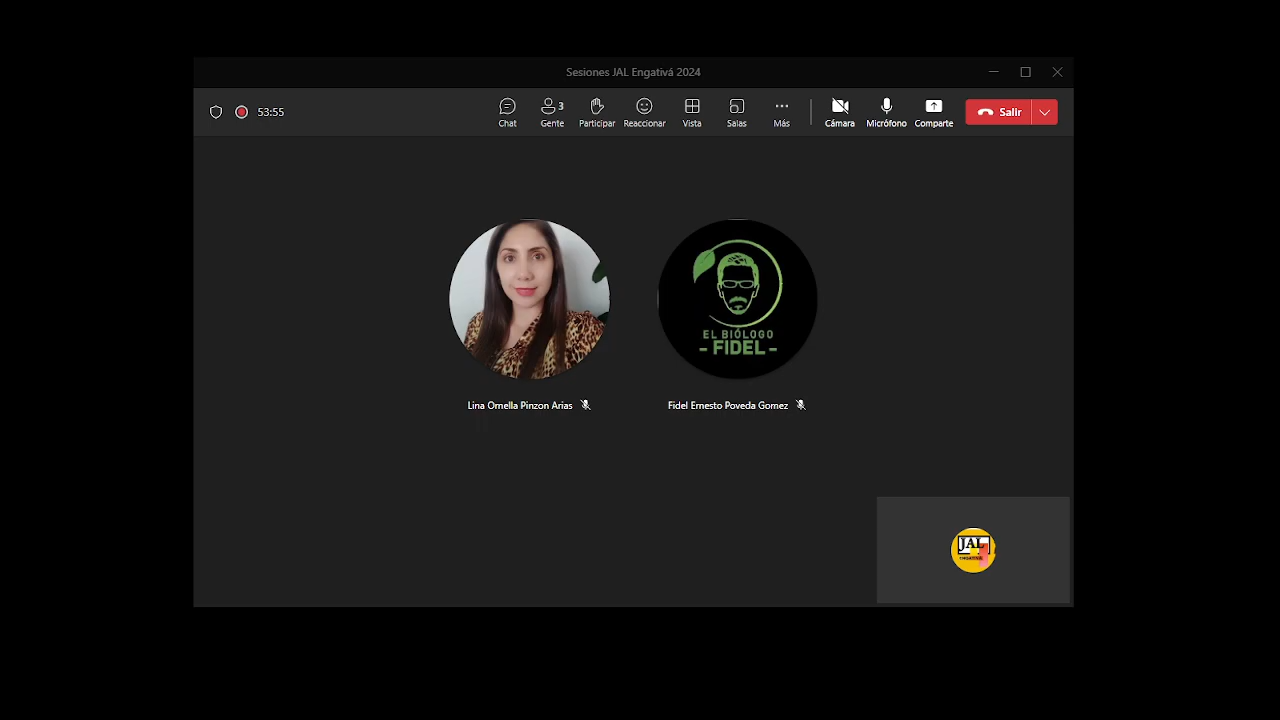 Sesiones JAL Engativá 2024
53:55
Chat
Gente
3
Participar
Reaccionar
Vista
Salas
Más
Cámara
Micrófono
Comparte
Salir
EL BIÓLOGO
- FIDEL -
Lina Ornella Pinzon Arias
Fidel Ernesto Poveda Gomez
JAL
ENGATIVÁ